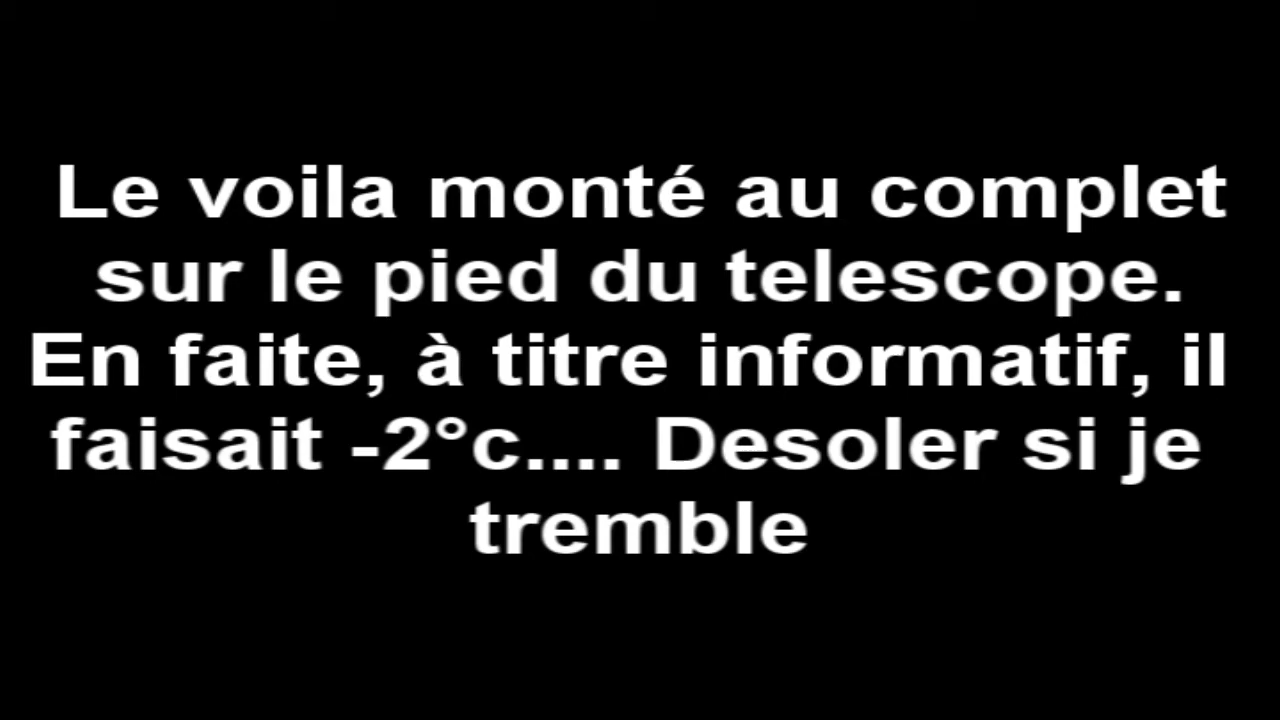 Le voila monté au complet
sur le pied du telescope.
En faite, à titre informatif, il
faisait -2°c.... Desoler si je
tremble